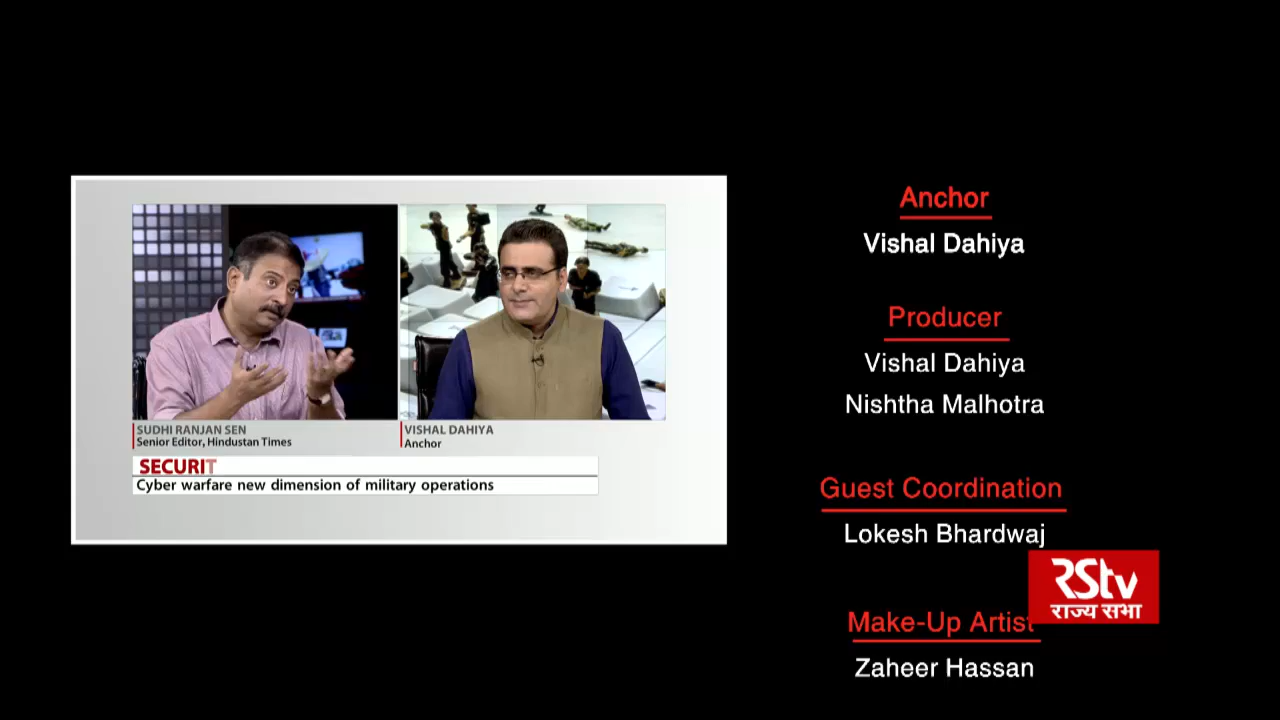 SUDHI RANJAN SEN
Senior Editor, Hindustan Times
VISHAL DAHIYA
Anchor
SECURIT
Cyber warfare new dimension of military operations
Anchor
Vishal Dahiya
Producer
Vishal Dahiya
Nishtha Malhotra
Guest Coordination
Lokesh Bhardwaj
Make-Up Artist
Zaheer Hassan
RStv
राज्य सभा